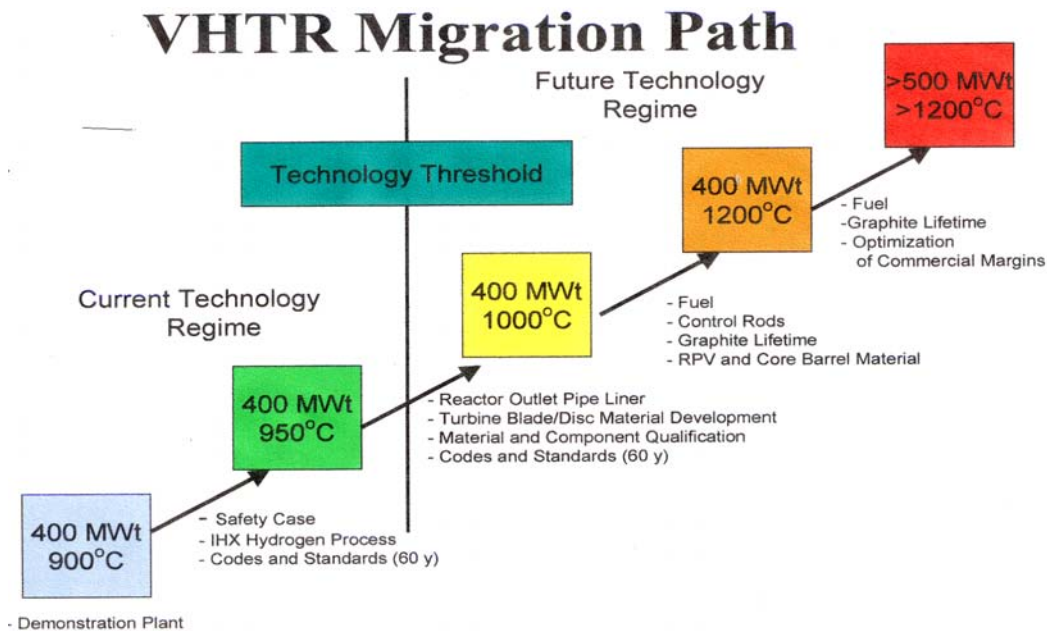 VHTR Migration Path
Future Technology
Regime
>500 MWt
>1200°C
Technology Threshold
400 MWt
1200°C
- Fuel
-Graphite Lifetime
- Optimization
of Commercial Margins
Current Technology
Regime
400 MWt
1000°C
- Fuel
- Control Rods
- Graphite Lifetime
- RPV and Core Barrel Material
400 MWt
950°C
- Reactor Outlet Pipe Liner
- Turbine Blade/Disc Material Development
- Material and Component Qualification
- Codes and Standards (60 y)
400 MWt
900°C
- Safety Case
- IHX Hydrogen Process
- Codes and Standards (60 y)
- Demonstration Plant